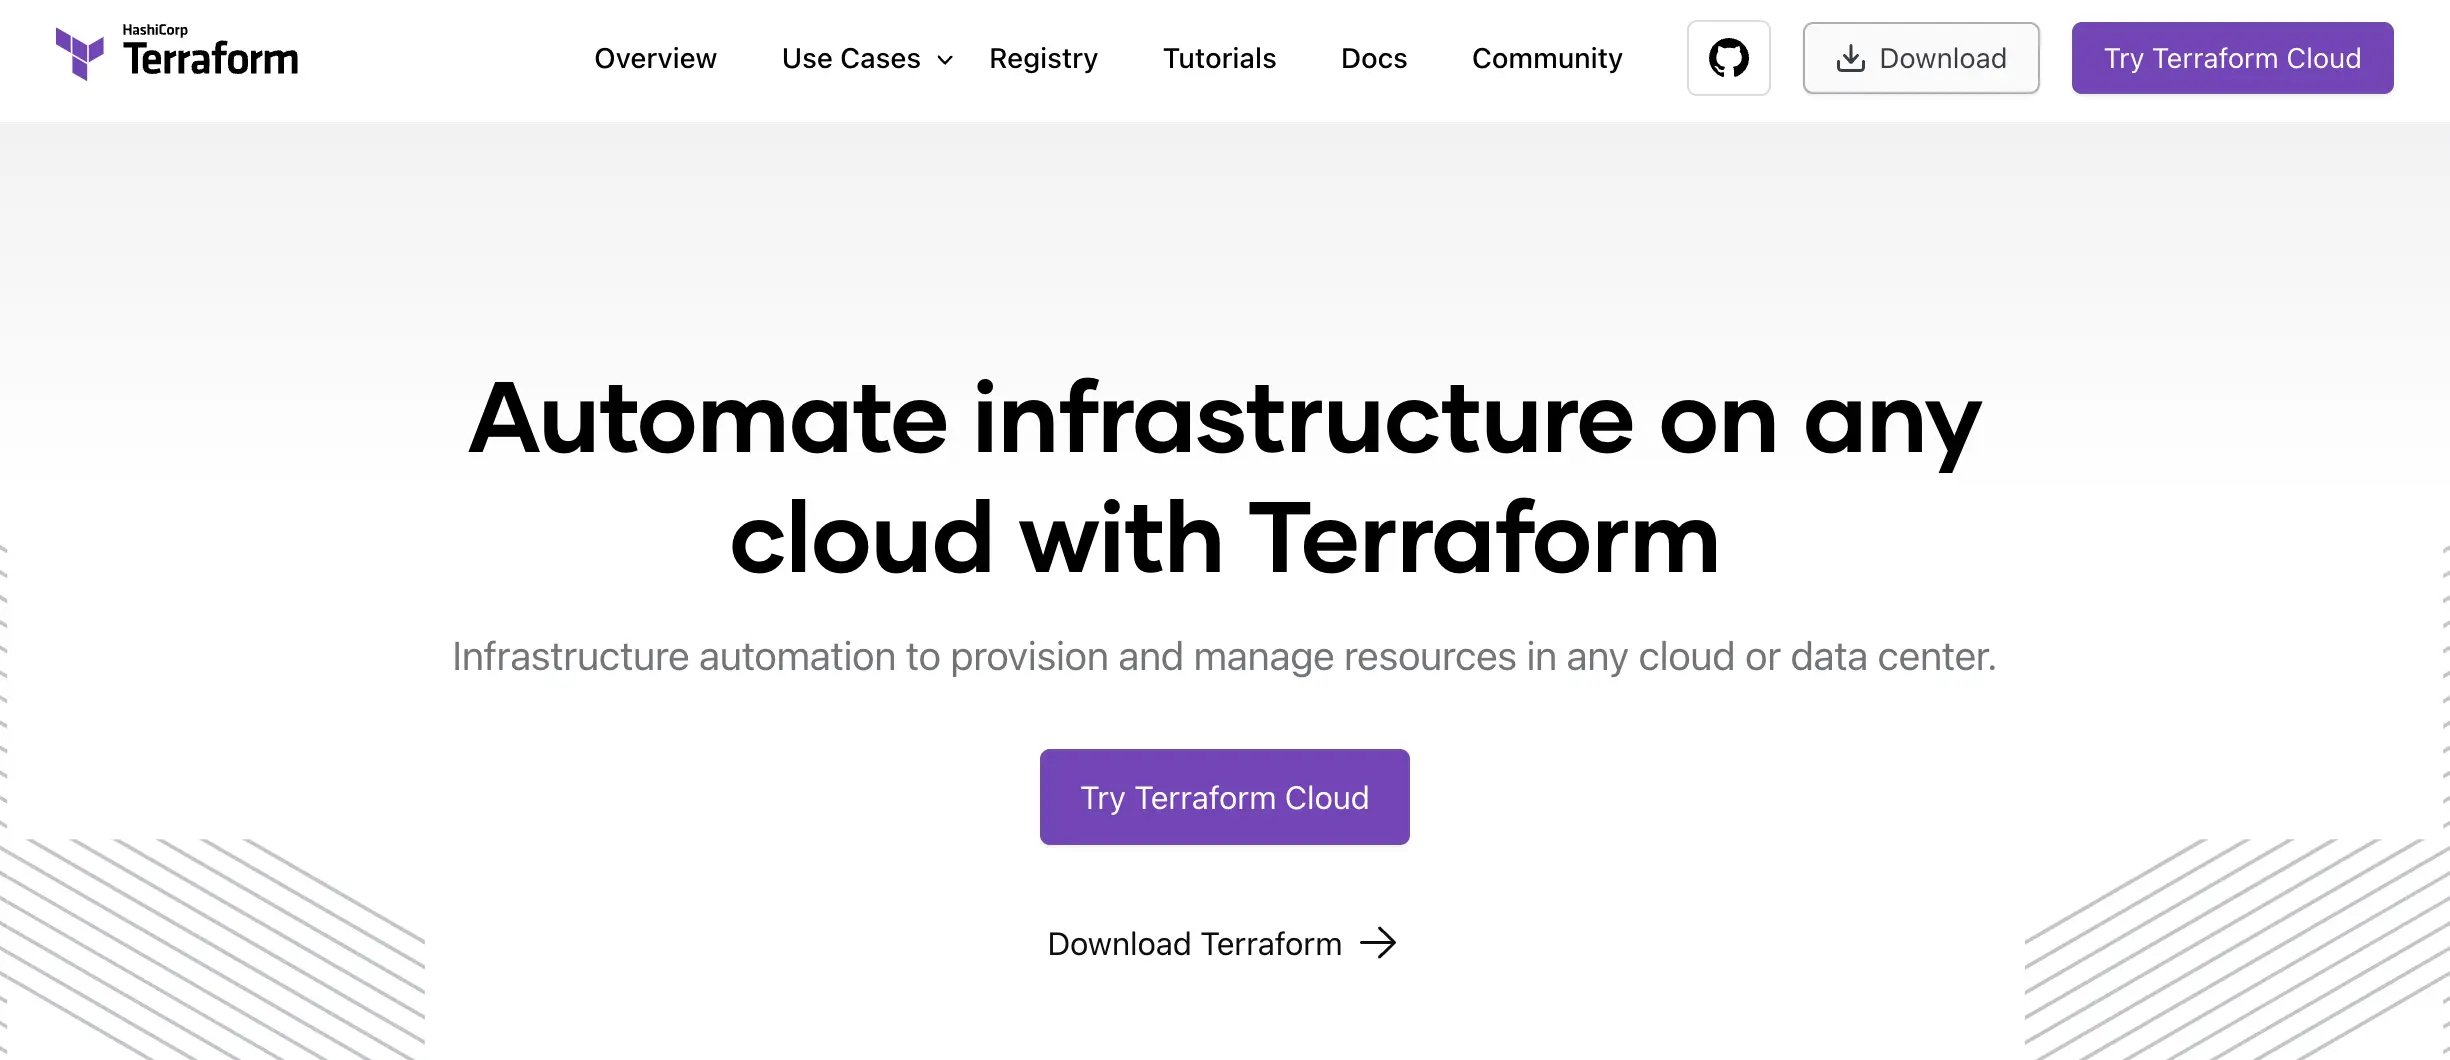 HashiCorp
Terraform
Overview
Use Cases
Registry
Tutorials
Docs
Community
Download
Try Terraform Cloud
Automate infrastructure on any
cloud with Terraform
Infrastructure automation to provision and manage resources in any cloud or data center.
Try Terraform Cloud
Download Terraform